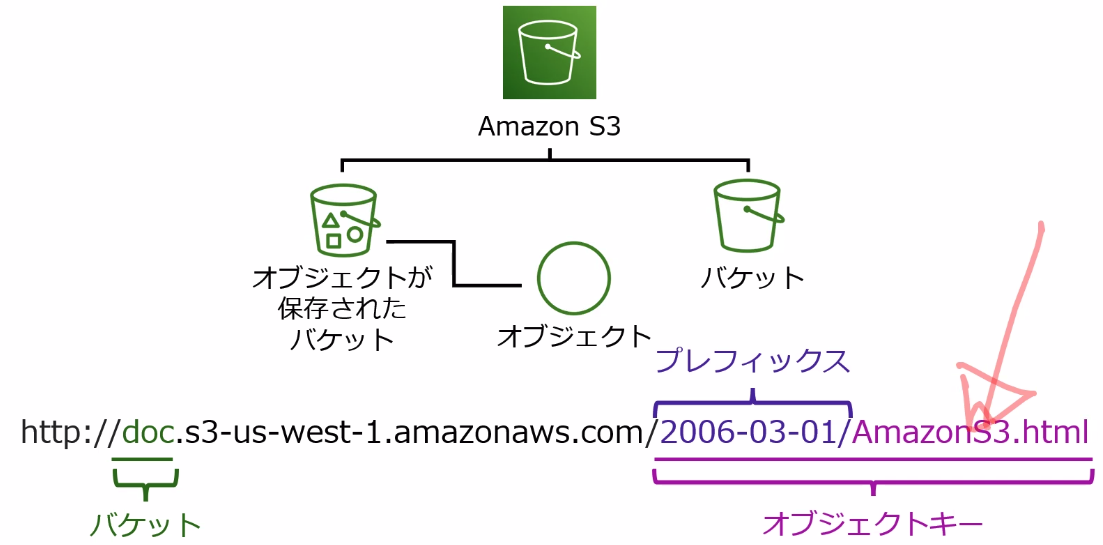 Amazon S3
オブジェクトが
保存された
バケット
オブジェクト
バケット
プレフィックス
http://doc.s3-us-west-1.amazonaws.com/2006-03-01/AmazonS3.html
バケット
オブジェクトキー